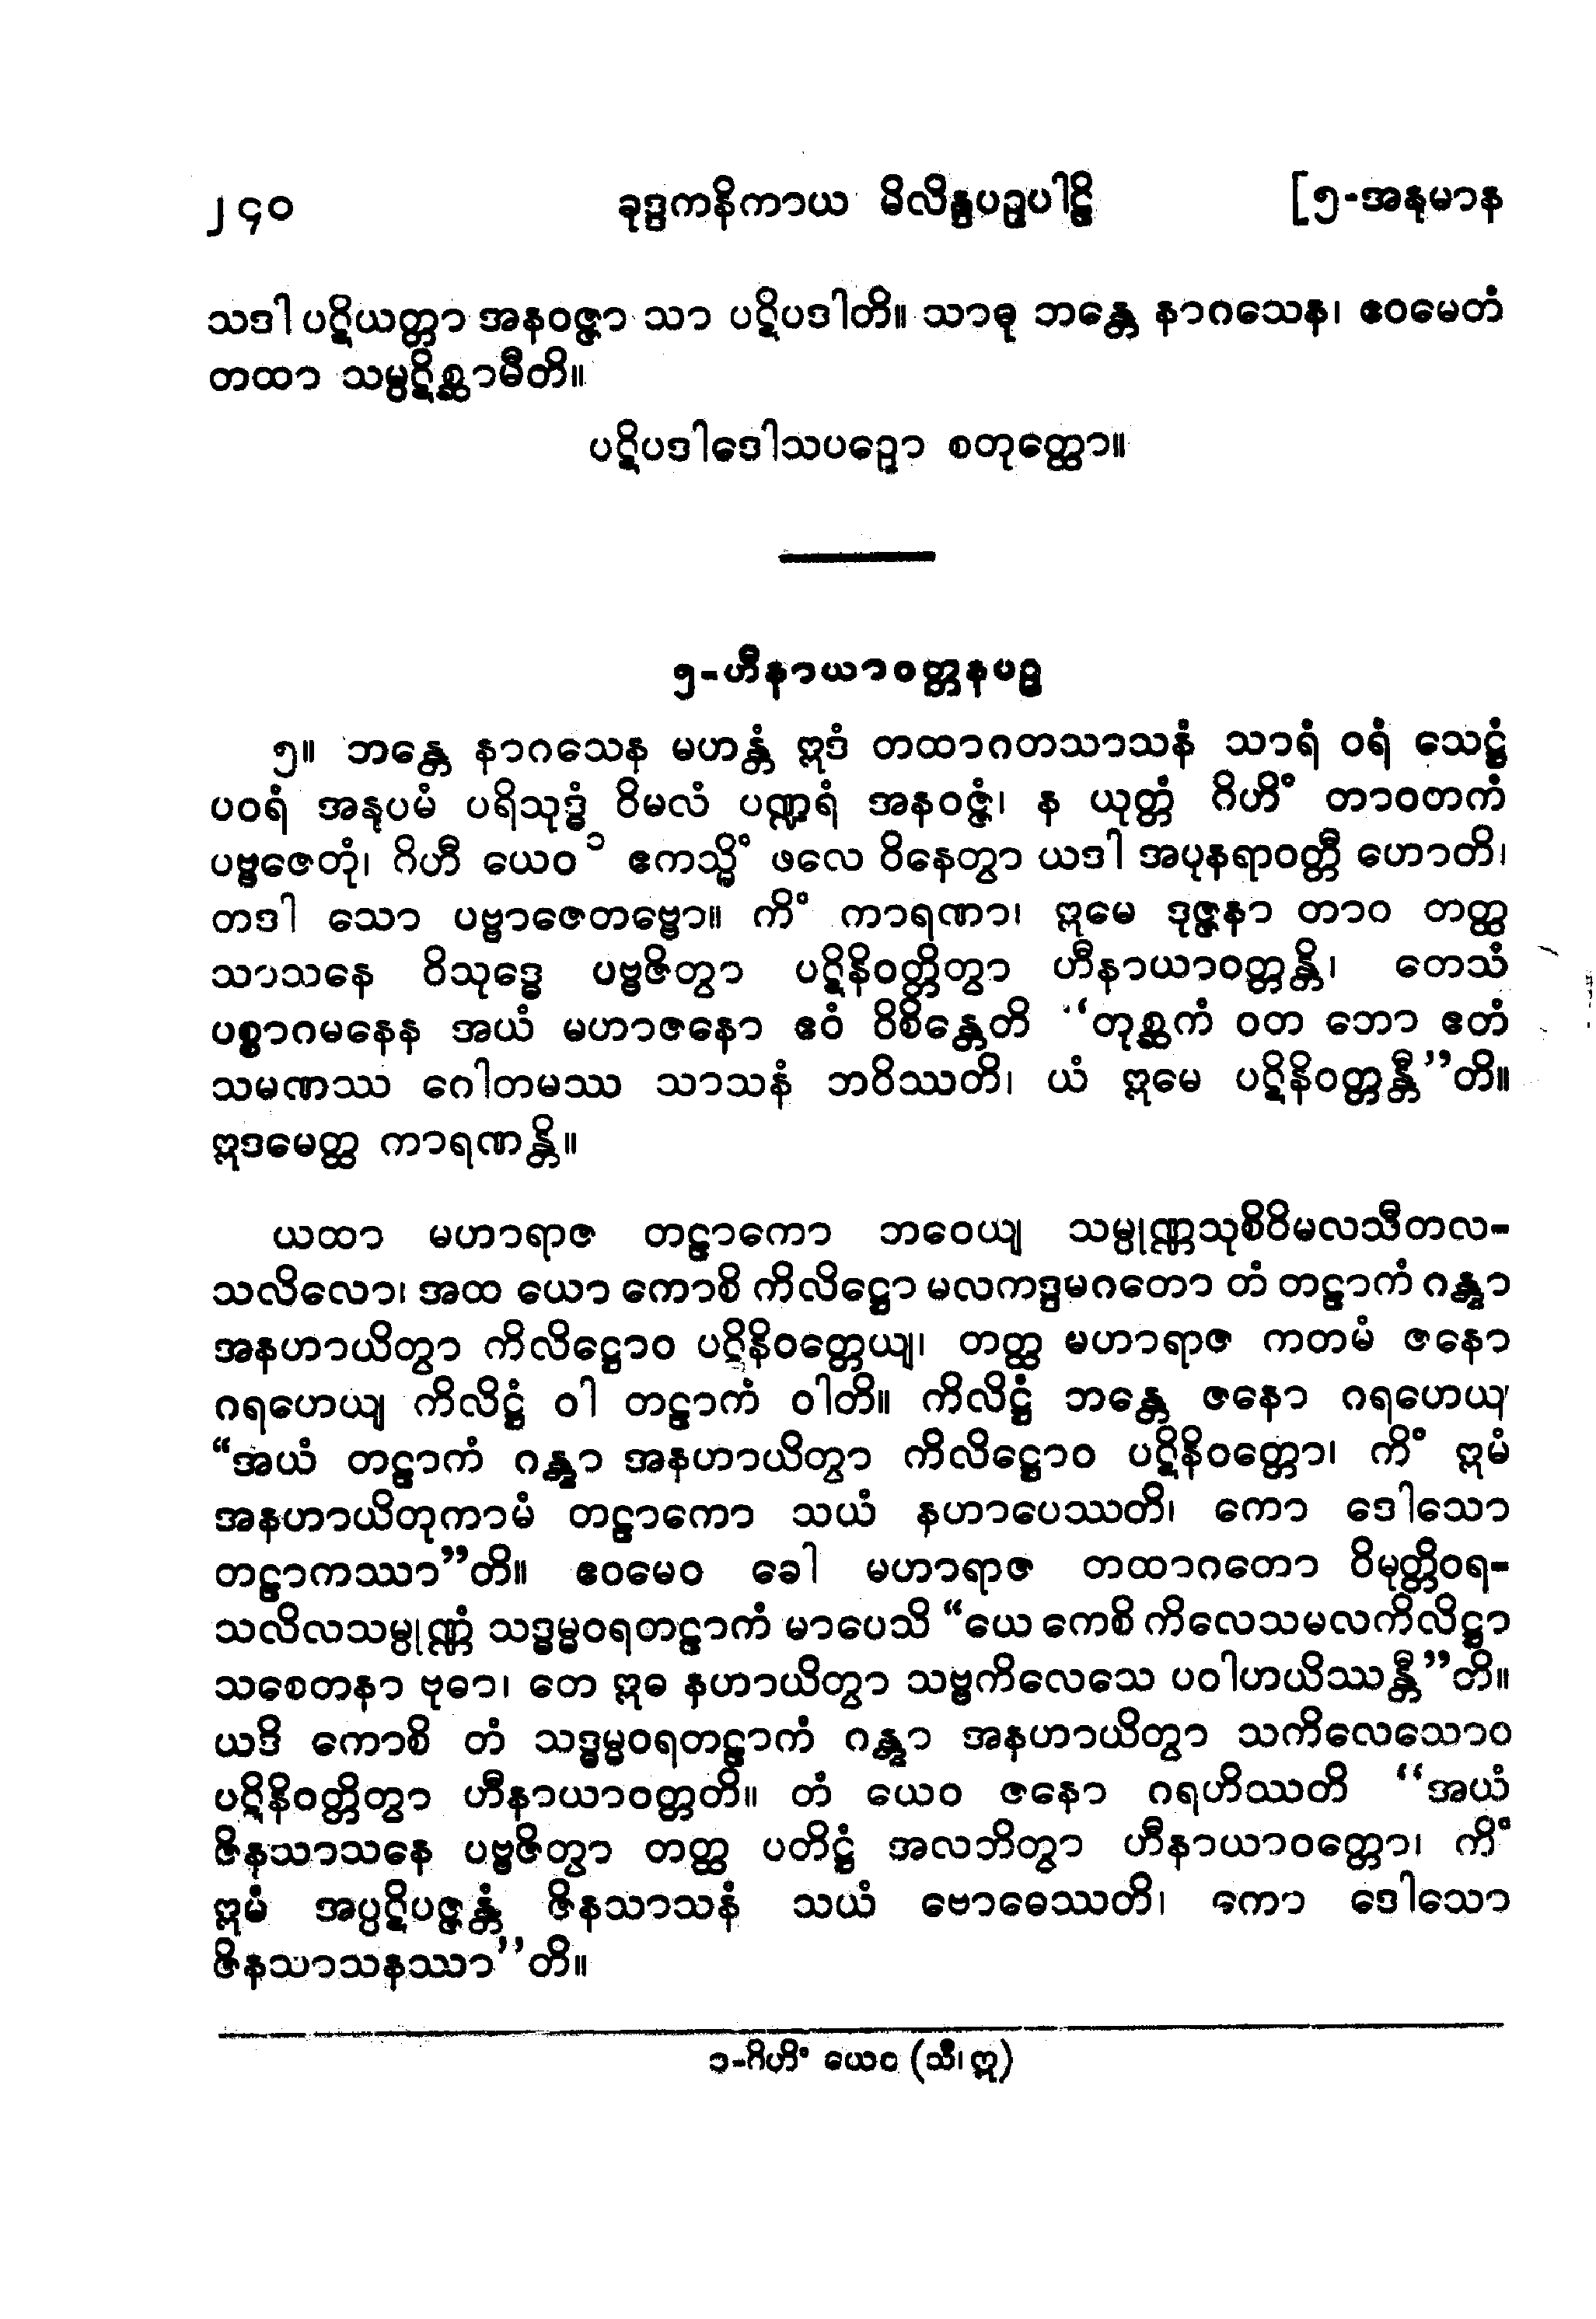 ၂၄၀ ခုဒ္ဒကနိကာယ မိလိန္ဒပဉှပါဠိ [၅-အနုမာန
သဒါ ပဋိယတ္တာ အနဝဇ္ဇာ သာ ပဋိပဒါတိ။ သာဓု ဘန္တေ နာဂသေန၊ ဧဝမေတံ
တထာ သမ္ပဋိစ္ဆာမီတိ။
ပဋိပဒါဒေါသပဉှော စတုတ္ထော။
၅-ဟီနာယာဝတ္တနပဉှ
၅။ ဘန္တေ နာဂသေန မဟန္တံ ဣဒံ တထာဂတသာသနံ သာရံ ဝရံ သေဋ္ဌံ
ပဝရံ အနုပမံ ပရိသုဒ္ဓံ ဝိမလံ ပဏ္ဍရံ အနဝဇ္ဇံ၊ န ယုတ္တံ ဂိဟိံ တာဝတကံ
ပဗ္ဗဇေတုံ၊ ဂိဟီ ယေဝ ၁ ဧကသ္မိံ ဖလေ ဝိနေတွာ ယဒါ အပုနရာဝတ္တီ ဟောတိ၊
တဒါ သော ပဗ္ဗာဇေတဗ္ဗော။ ကိံ ကာရဏာ၊ ဣမေ ဒုဇ္ဇနာ တာဝ တတ္ထ
သာသနေ ဝိသုဒ္ဓေ ပဗ္ဗဇိတွာ ပဋိနိဝတ္တိတွာ ဟီနာယာဝတ္တန္တိ၊ တေသံ
ပစ္စာဂမနေန အယံ မဟာဇနော ဧဝံ ဝိစိန္တေတိ “တုစ္ဆကံ ဝတ ဘော ဧတံ
သမဏဿ ဂေါတမဿ သာသနံ ဘဝိဿတိ၊ ယံ ဣမေ ပဋိနိဝတ္တန္တီ”တိ။
ဣဒမေတ္ထ ကာရဏန္တိ။
ယထာ မဟာရာဇ တဠာကော ဘဝေယျ သမ္ပုဏ္ဏသုစိဝိမလသီတလ-
သလိလော၊ အထ ယော ကောစိ ကိလိဋ္ဌော မလကဒ္ဒမဂတော တံ တဠာကံ ဂန္တွာ
အနဟာယိတွာ ကိလိဋ္ဌောဝ ပဋိနိဝတ္တေယျ၊ တတ္ထ မဟာရာဇ ကတမံ ဇနော
ဂရဟေယျ ကိလိဋ္ဌံ ဝါ တဠာကံ ဝါတိ။ ကိလိဋ္ဌံ ဘန္တေ ဇနော ဂရဟေယျ
“အယံ တဠာကံ ဂန္တွာ အနဟာယိတွာ ကိလိဋ္ဌောဝ ပဋိနိဝတ္တော၊ ကိံ ဣမံ
အနဟာယိတုကာမံ တဠာကော သယံ နဟာပေဿတိ၊ ကော ဒေါသော
တဠာကဿာ”တိ။ ဧဝမေဝ ခေါ မဟာရာဇ တထာဂတော ဝိမုတ္တိဝရ-
သလိလသမ္ပုဏ္ဏံ သဒ္ဓမ္မဝရတဠာကံ မာပေသိ “ယေ ကေစိ ကိလေသမလကိလိဋ္ဌာ
သစေတနာ ဗုဓာ၊ တေ ဣဓ နှဟာယိတွာ သဗ္ဗကိလေသေ ပဝါဟယိဿန္တီ”တိ။
ယဒိ ကောစိ တံ သဒ္ဓမ္မဝရတဠာကံ ဂန္တွာ အနဟာယိတွာ သကိလေသောဝ
ပဋိနိဝတ္တိတွာ ဟီနာယာဝတ္တတိ။ တံ ယေဝ ဇနော ဂရဟိဿတိ “အယံ
ဇိနသာသနေ ပဗ္ဗဇိတွာ တတ္ထ ပတိဋ္ဌံ အလဘိတွာ ဟီနာယာဝတ္တော၊ ကိံ
ဣမံ အပ္ပဋိပဇ္ဇန္တံ ဇိနသာသနံ သယံ ဗောဓေဿတိ၊ ကော ဒေါသော
ဇိနသာသနဿာ”တိ။
၁-ဂိဟိံ ယေဝ (သီ၊ ဣ)